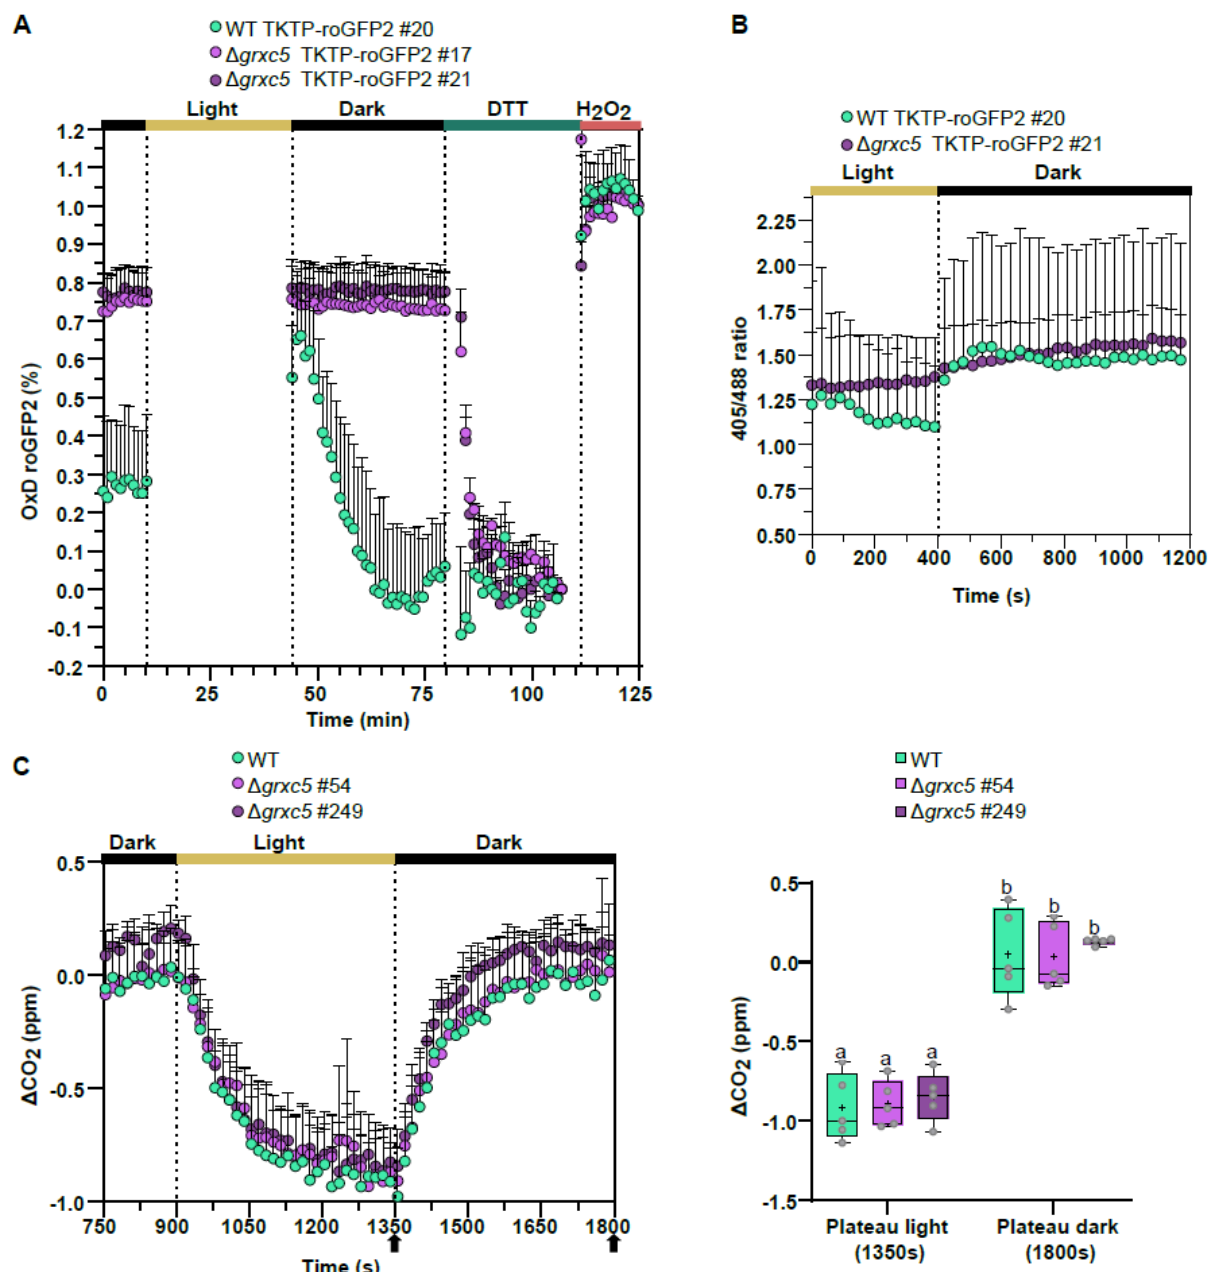 A
WT TKTP-roGFP2 #20
Δgrxc5 TKTP-roGFP2 #17
Δgrxc5 TKTP-roGFP2 #21
Light
Dark
DTT
H₂O₂
1.2
1.1
1.0
0.9
0.8
0.7
0.6
0.5
0.4
0.3
0.2
0.1
0.0
-0.1
-0.2
OxD roGFP2 (%)
0
25
50
75
100
125
Time (min)
B
WT TKTP-roGFP2 #20
Δgrxc5 TKTP-roGFP2 #21
Light
Dark
2.25
2.00
1.75
1.50
1.25
1.00
0.75
0.50
405/488 ratio
0
200
400
600
800
1000
1200
Time (s)
C
WT
Δgrxc5 #54
Δgrxc5 #249
Dark
Light
Dark
0.5
0.0
-0.5
-1.0
ΔCO₂ (ppm)
750
900
1050
1200
1350
1500
1650
1800
Time (s)
WT
Δgrxc5 #54
Δgrxc5 #249
0.5
0.0
-0.5
-1.0
-1.5
ΔCO₂ (ppm)
a
a
a
b
b
b
Plateau light
(1350s)
Plateau dark
(1800s)